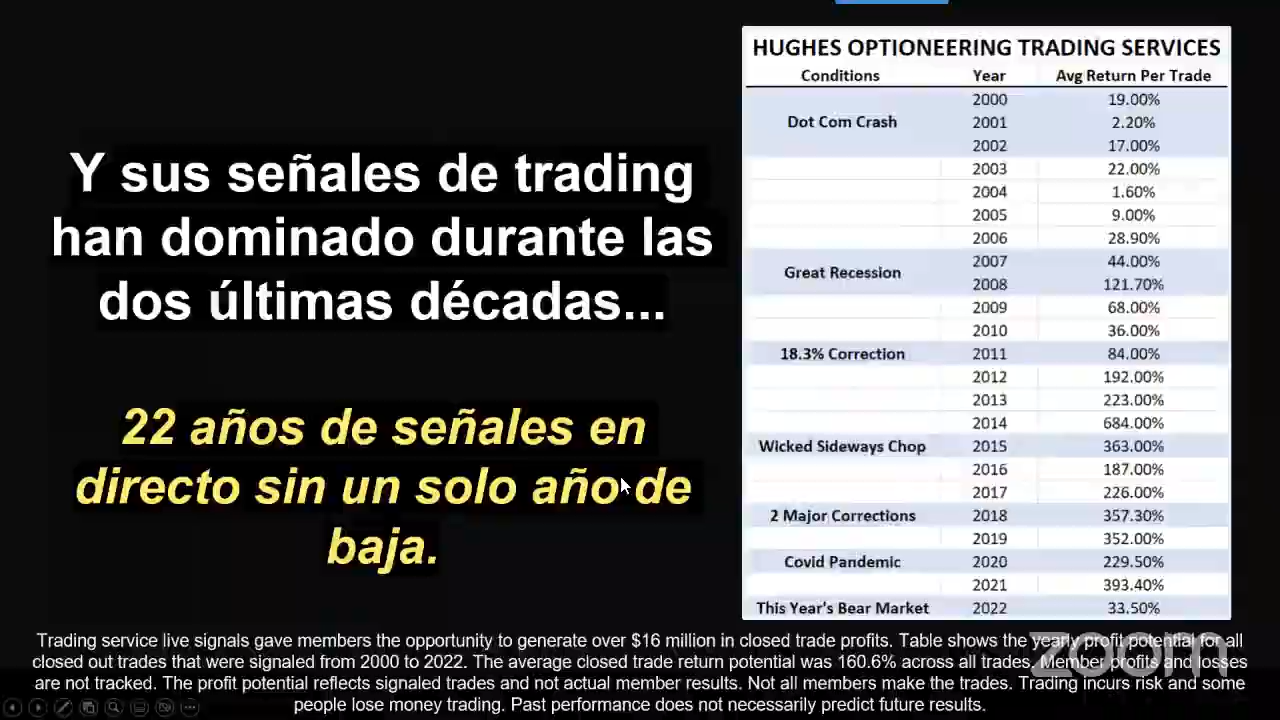 Y sus señales de trading
han dominado durante las
dos últimas décadas...
22 años de señales en
directo sin un solo año de
baja.
HUGHES OPTIONEERING TRADING SERVICES
Conditions Year Avg Return Per Trade
2000 19.00%
Dot Com Crash 2001 2.20%
2002 17.00%
2003 22.00%
2004 1.60%
2005 9.00%
2006 28.90%
2007 44.00%
Great Recession
2008 121.70%
2009 68.00%
2010 36.00%
18.3% Correction 2011 84.00%
2012 192.00%
2013 223.00%
2014 684.00%
Wicked Sideways Chop 2015 363.00%
2016 187.00%
2017 226.00%
2 Major Corrections 2018 357.30%
2019 352.00%
Covid Pandemic 2020 229.50%
2021 393.40%
This Year's Bear Market 2022 33.50%
Trading service live signals gave members the opportunity to generate over $16 million in closed trade profits. Table shows the yearly profit potential for all
closed out trades that were signaled from 2000 to 2022. The average closed trade return potential was 160.6% across all trades. Member profits and losses
are not tracked. The profit potential reflects signaled trades and not actual member results. Not all members make the trades. Trading incurs risk and some
people lose money trading. Past performance does not necessarily predict future results.
zoom